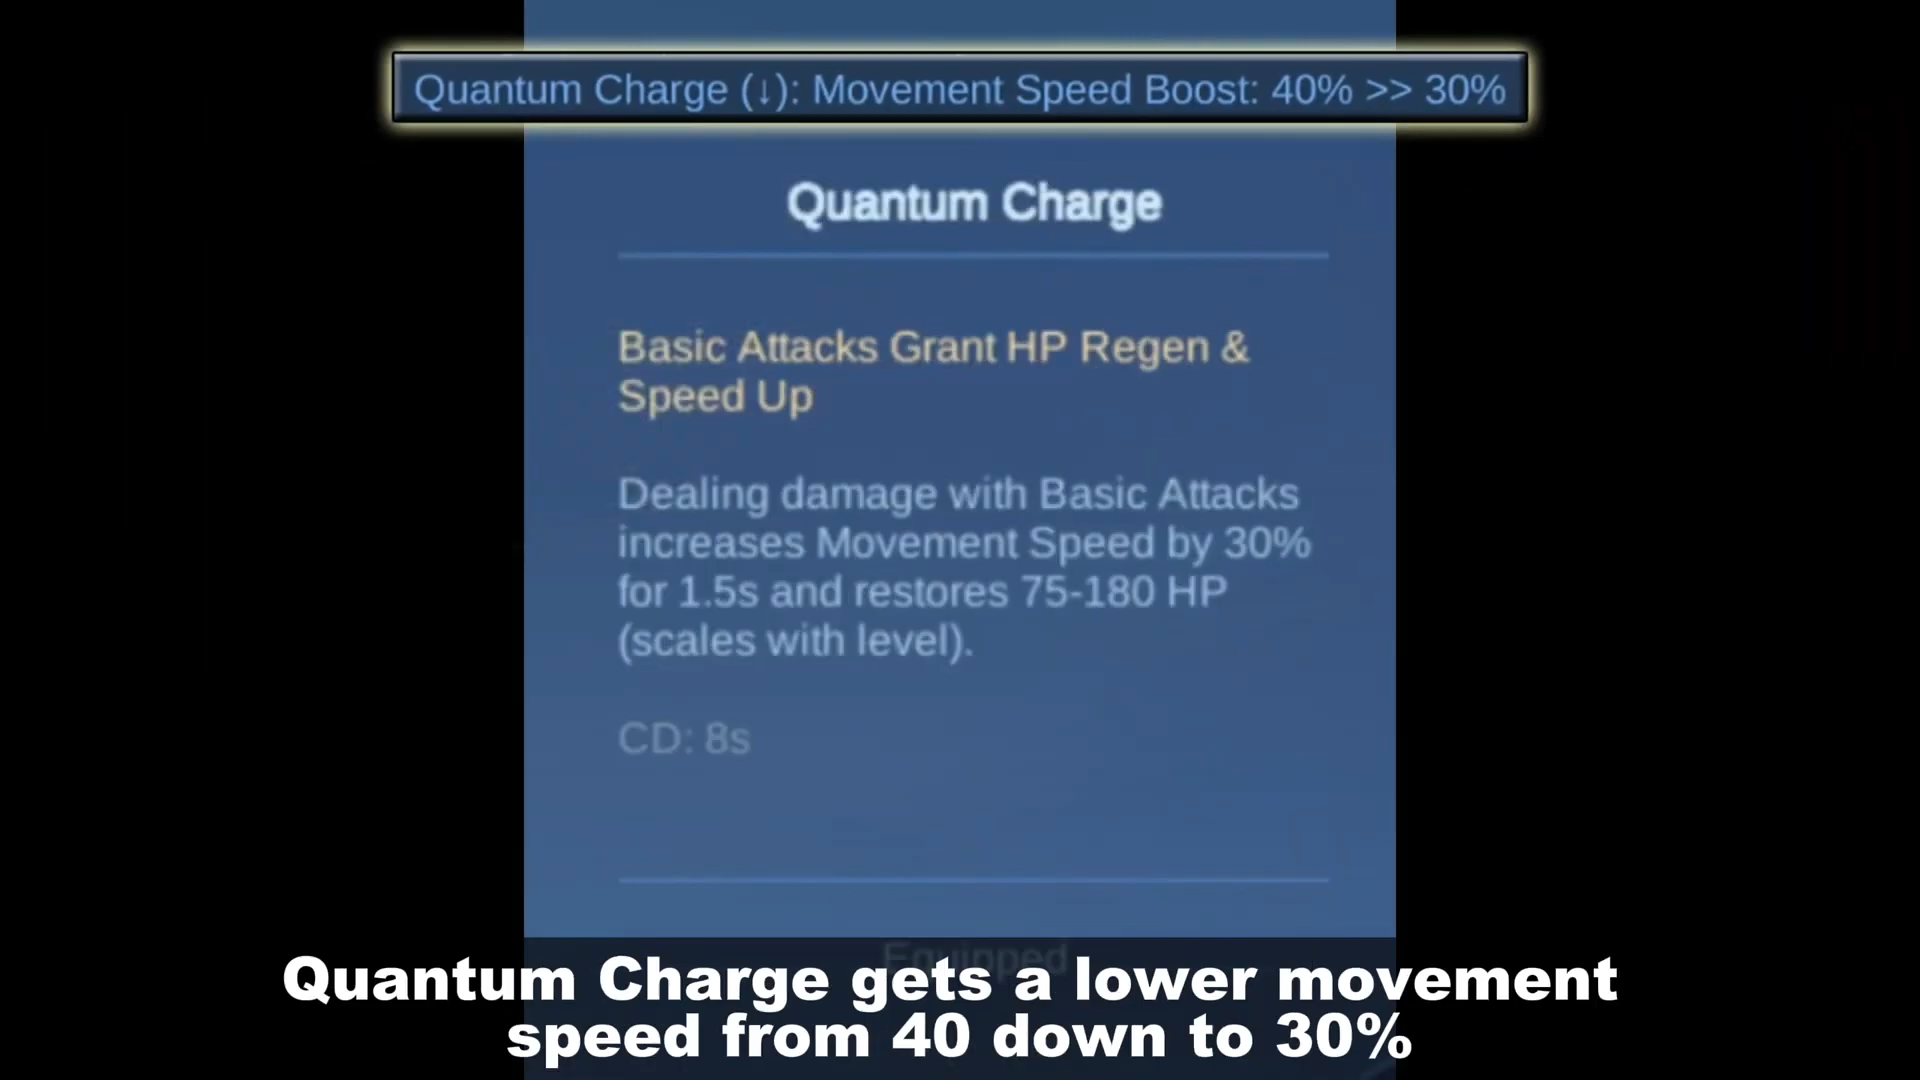 Quantum Charge (↓): Movement Speed Boost: 40% >> 30%
Quantum Charge
Basic Attacks Grant HP Regen &
Speed Up
Dealing damage with Basic Attacks
increases Movement Speed by 30%
for 1.5s and restores 75-180 HP
(scales with level).
CD: 8s
Equipped
Quantum Charge gets a lower movement
speed from 40 down to 30%